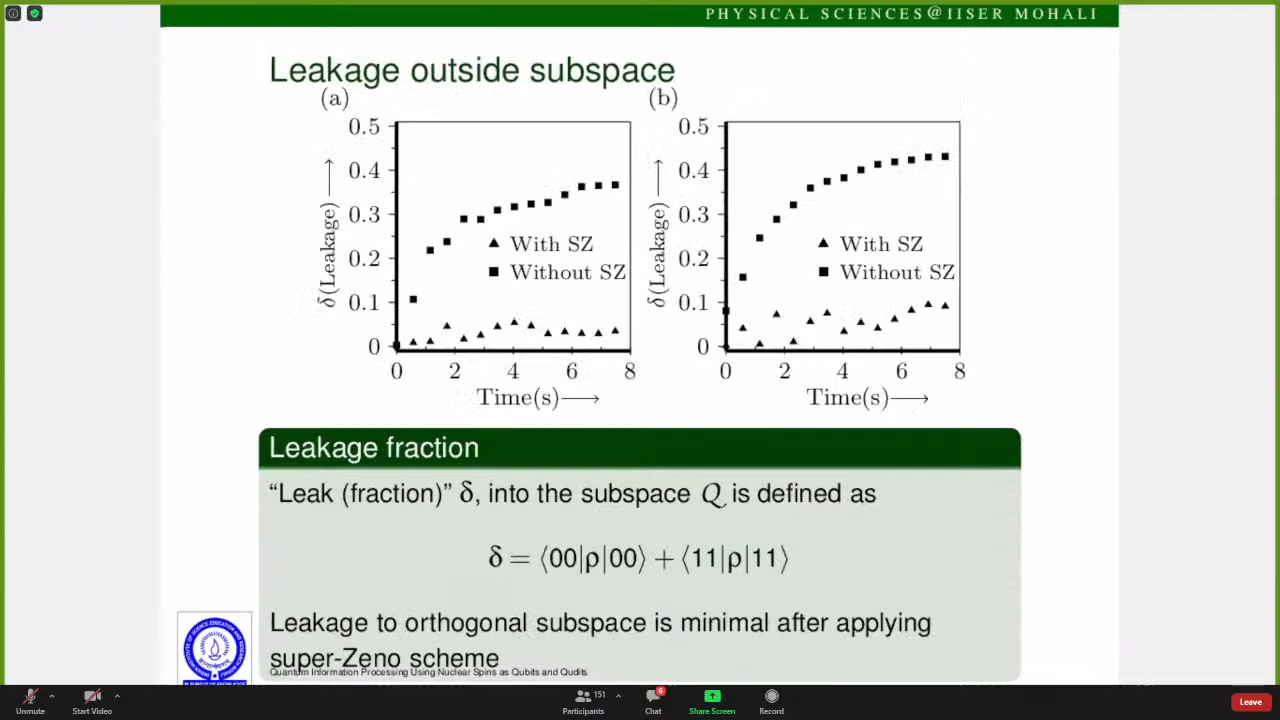 PHYSICAL SCIENCES@IISER MOHALI
Leakage outside subspace
(a)
(b)
0.5
0.4
0.3
0.2
0.1
0
δ(Leakage)
With SZ
Without SZ
0 2 4 6 8
Time(s)
0.5
0.4
0.3
0.2
0.1
0
δ(Leakage)
With SZ
Without SZ
0 2 4 6 8
Time(s)
Leakage fraction
“Leak (fraction)” δ, into the subspace Q is defined as
δ = ⟨00|ρ|00⟩ + ⟨11|ρ|11⟩
Leakage to orthogonal subspace is minimal after applying
super-Zeno scheme
Quantum Information Processing Using Nuclear Spins as Qubits and Qudits
Unmute
Start Video
151
Participants
6
Chat
Share Screen
Record
Leave